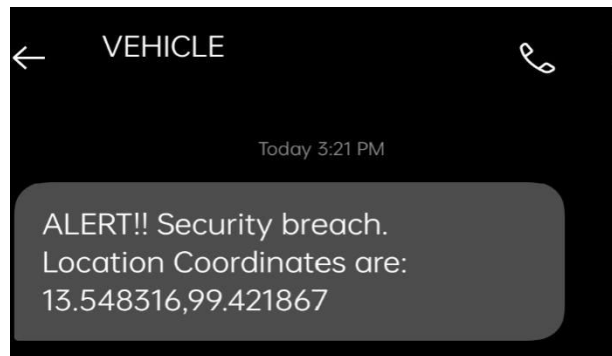 VEHICLE
Today 3:21 PM
ALERT!! Security breach.
Location Coordinates are:
13.548316,99.421867